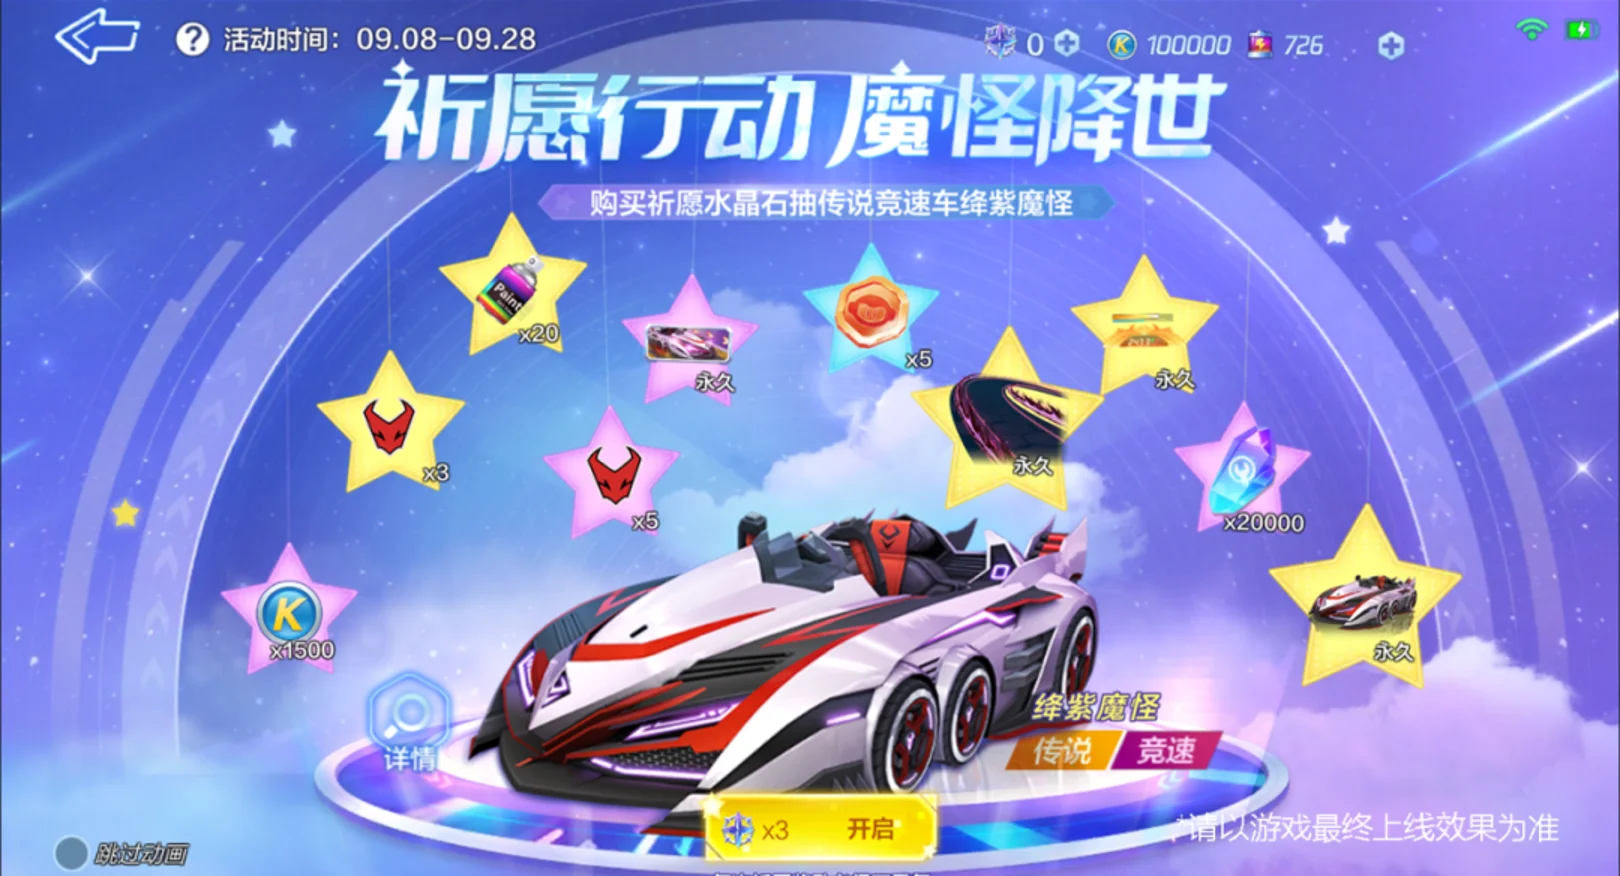 活动时间：09.08-09.28
0
K 100000
726
祈愿行动 魔怪降世
购买祈愿水晶石抽传说竞速车绛紫魔怪
Paint
x20
永久
x5
永久
x3
x5
永久
x20000
K
x1500
永久
详情
绛紫魔怪
传说 竞速
x3 开启
*请以游戏最终上线效果为准
跳过动画